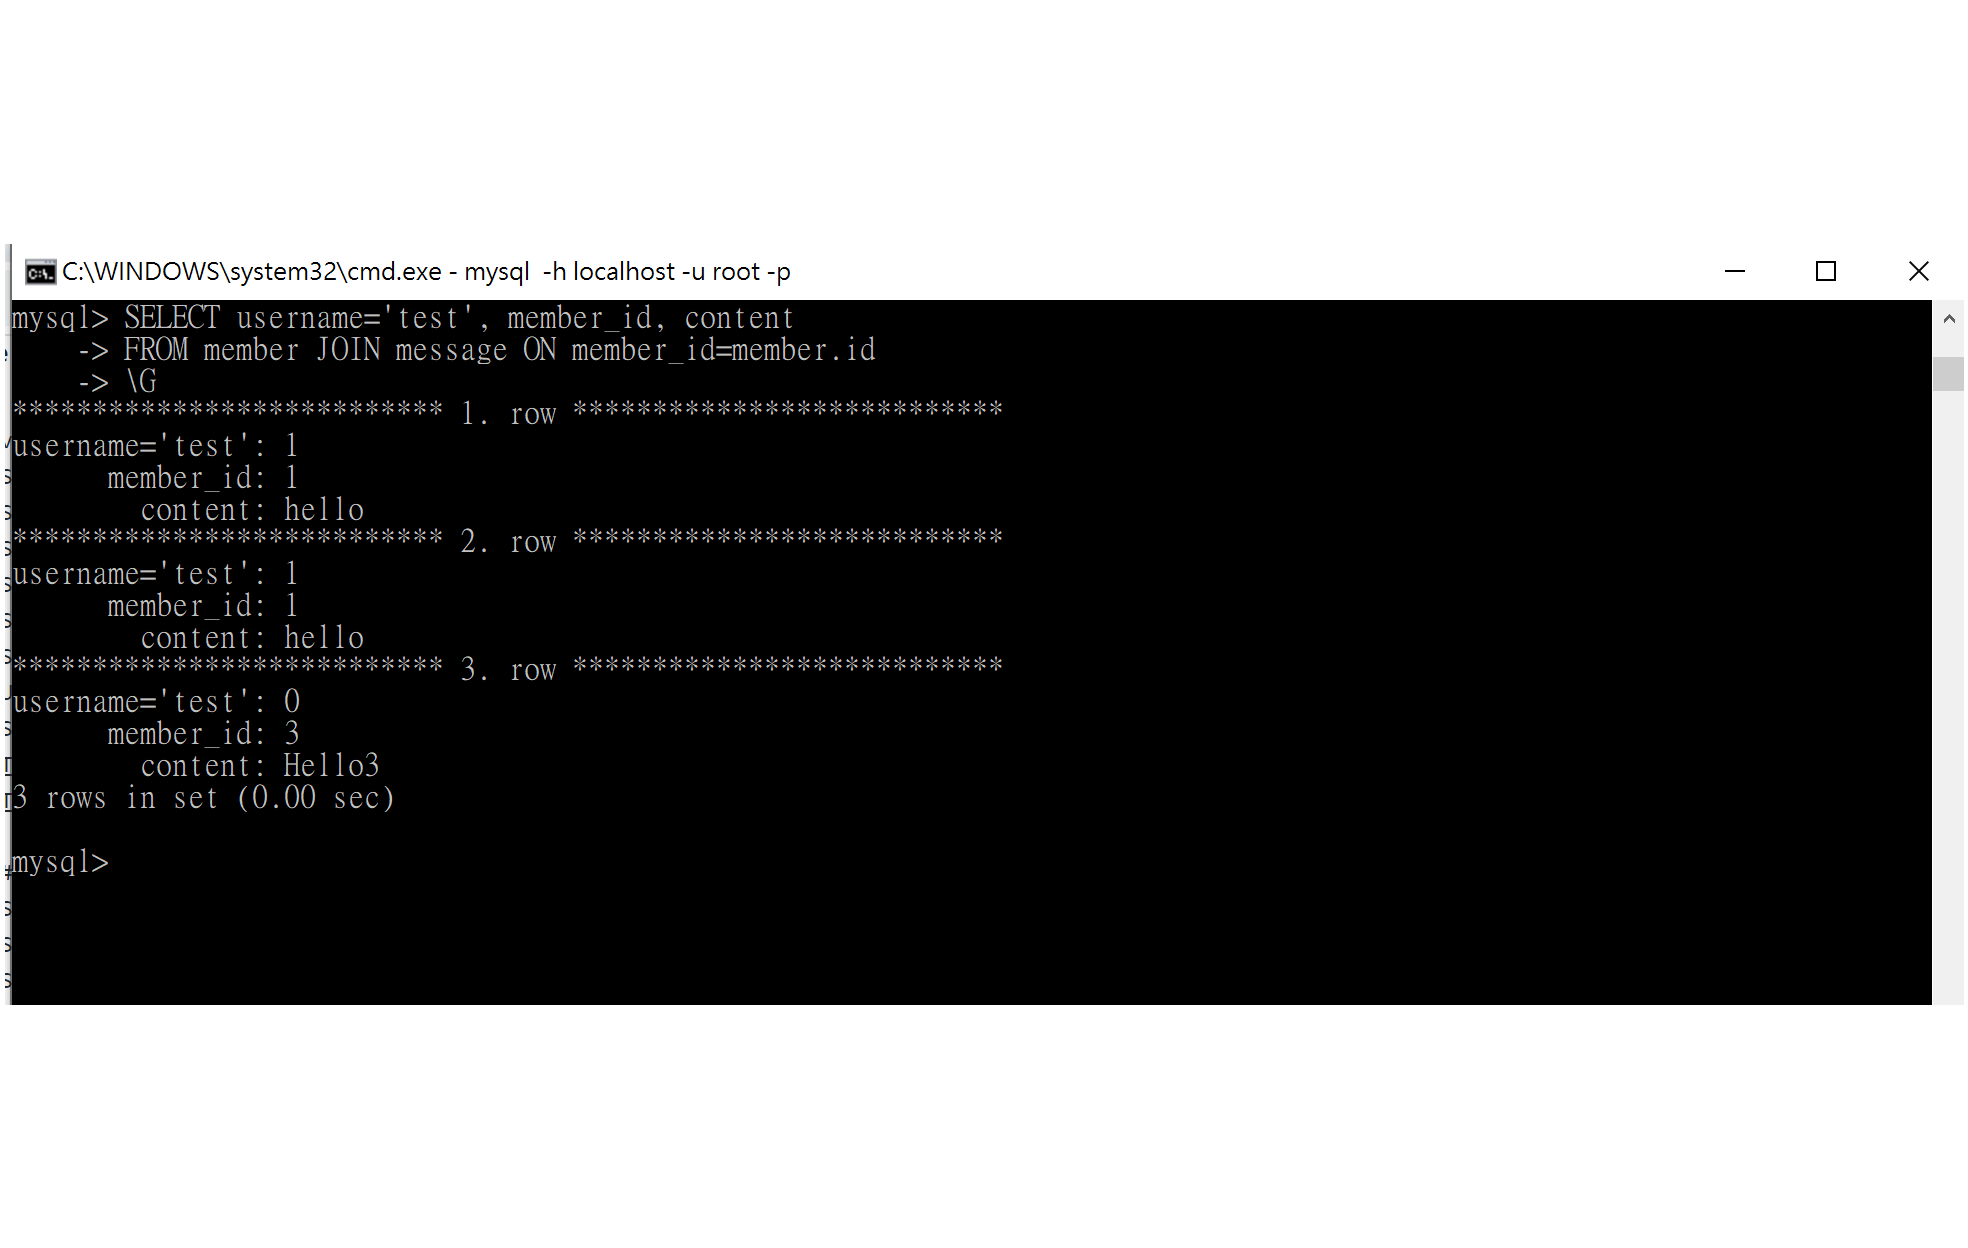 C:\WINDOWS\system32\cmd.exe - mysql  -h localhost -u root -p
mysql> SELECT username='test', member_id, content
    -> FROM member JOIN message ON member_id=member.id
    -> \G
*************************** 1. row ***************************
username='test': 1
      member_id: 1
        content: hello
*************************** 2. row ***************************
username='test': 1
      member_id: 1
        content: hello
*************************** 3. row ***************************
username='test': 0
      member_id: 3
        content: Hello3
3 rows in set (0.00 sec)
mysql>